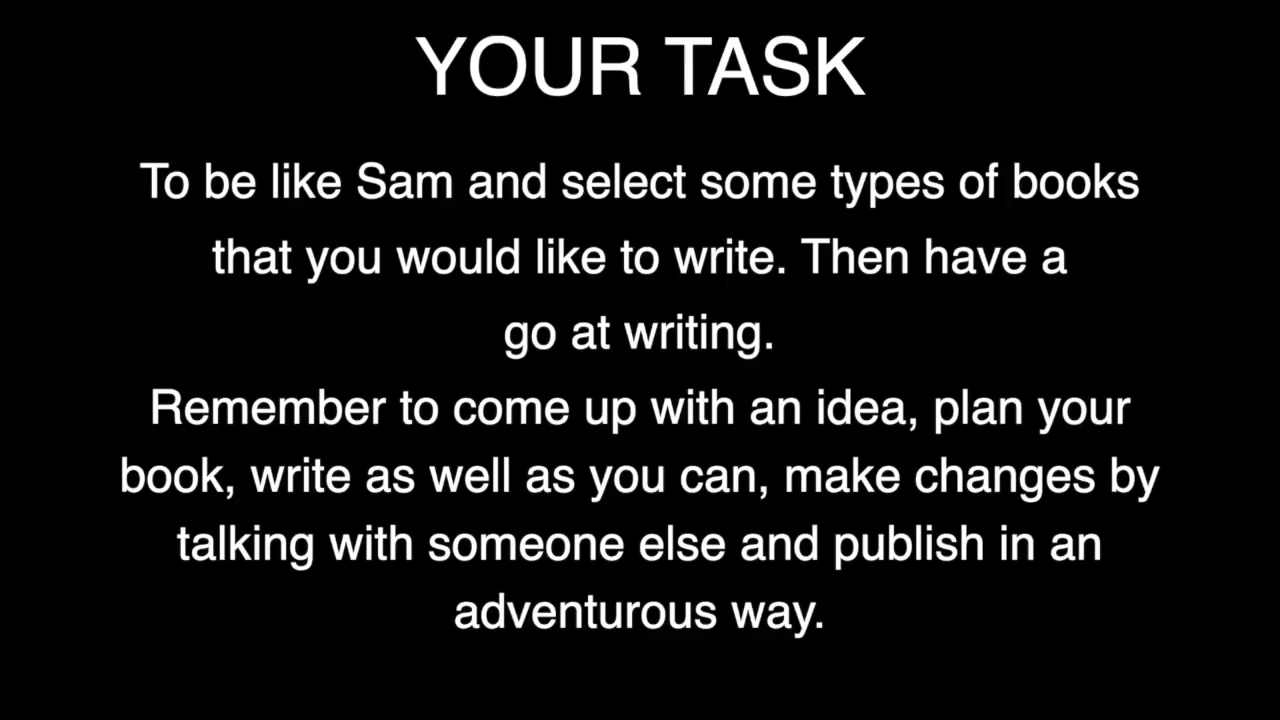 YOUR TASK
To be like Sam and select some types of books
that you would like to write. Then have a
go at writing.
Remember to come up with an idea, plan your
book, write as well as you can, make changes by
talking with someone else and publish in an
adventurous way.